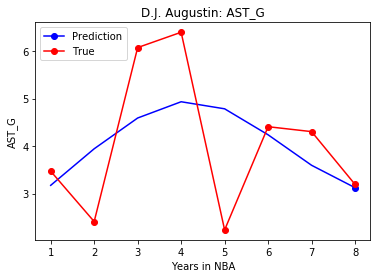 D.J. Augustin: AST_G
Prediction
True
AST_G
6
5
4
3
1 2 3 4 5 6 7 8
Years in NBA